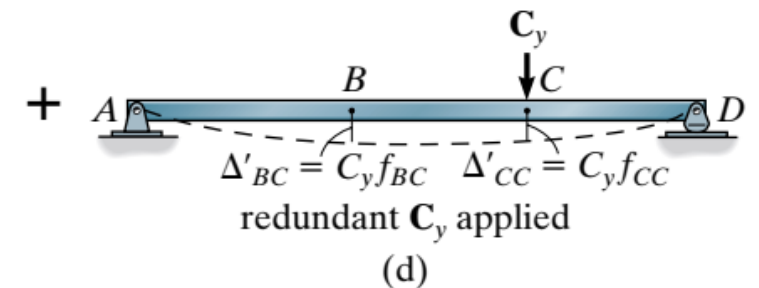 C_y
+ A B C D
Δ′_BC = C_y f_BC Δ′_CC = C_y f_CC
redundant C_y applied
(d)